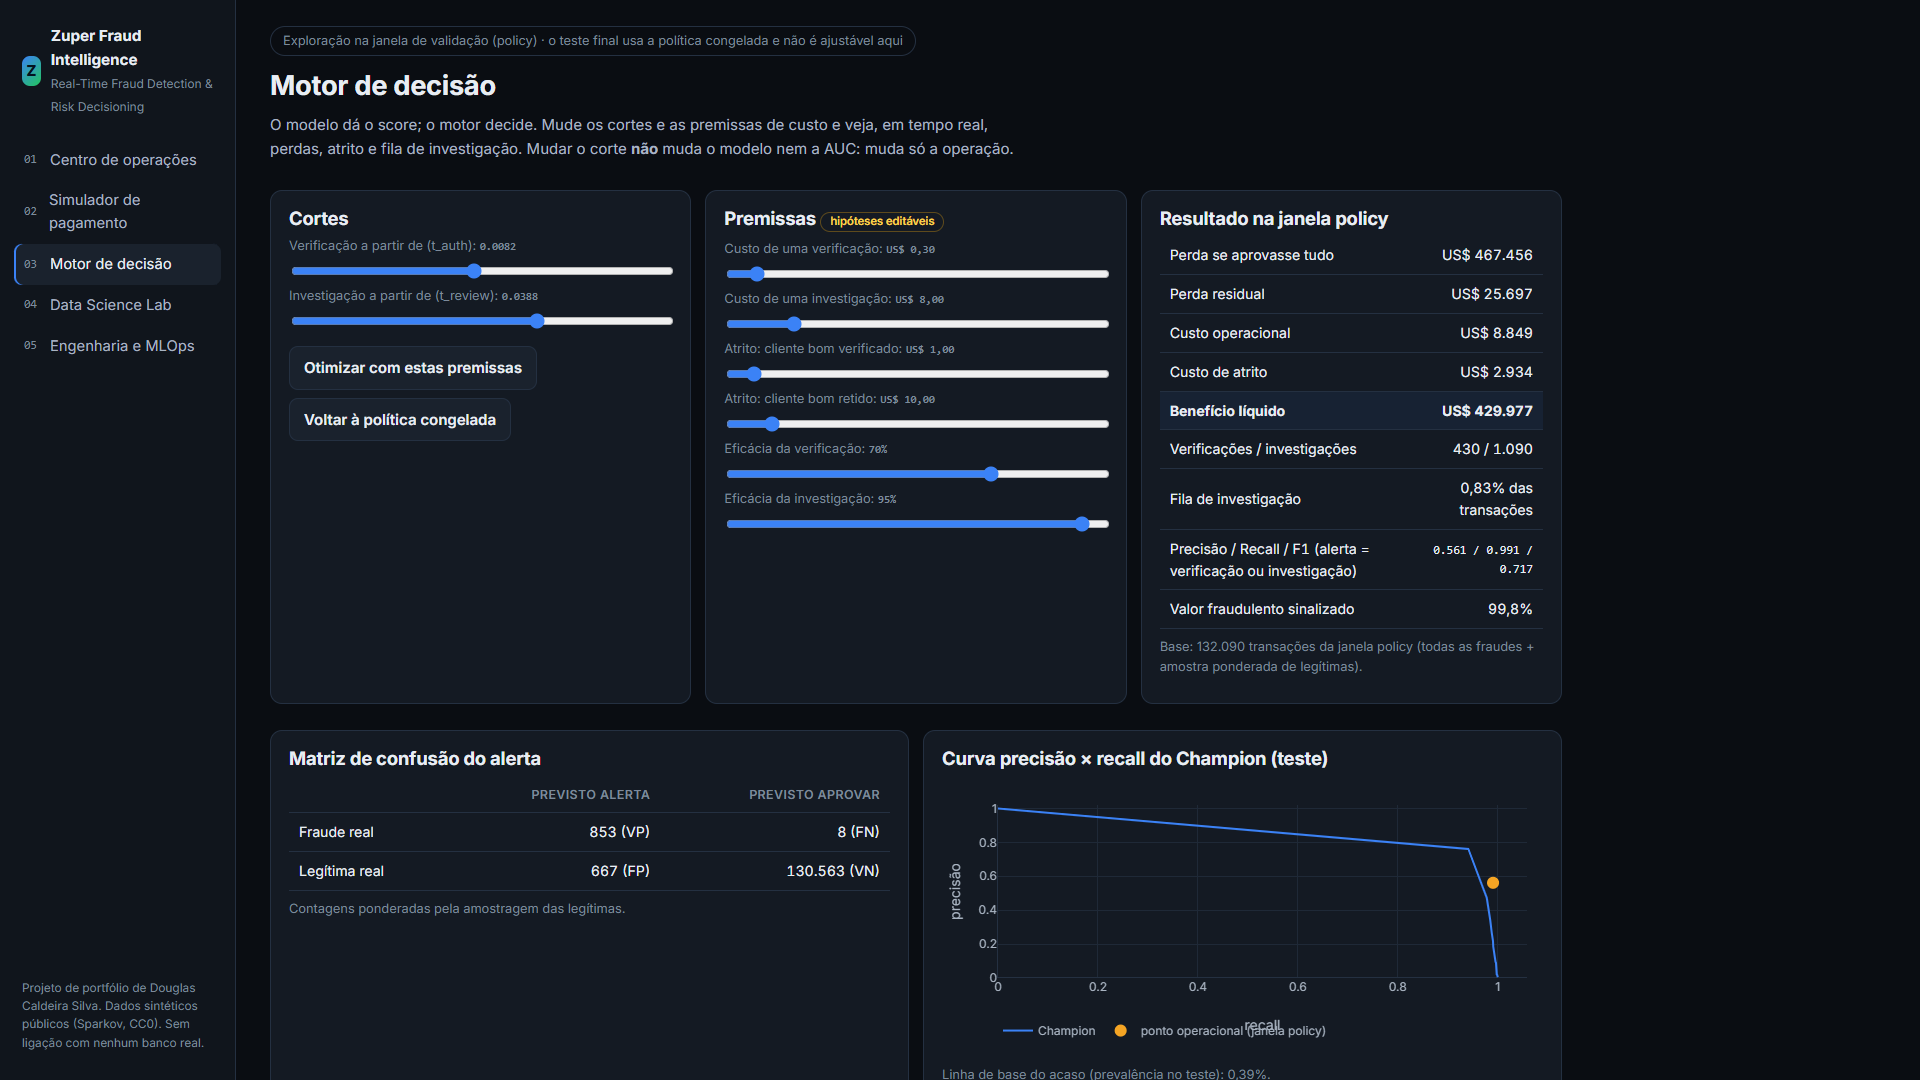 Z
Zuper Fraud
Intelligence
Real-Time Fraud Detection &
Risk Decisioning
01 Centro de operações
02 Simulador de
pagamento
03 Motor de decisão
04 Data Science Lab
05 Engenharia e MLOps
Projeto de portfólio de Douglas
Caldeira Silva. Dados sintéticos
públicos (Sparkov, CC0). Sem
ligação com nenhum banco real.
Exploração na janela de validação (policy) · o teste final usa a política congelada e não é ajustável aqui
Motor de decisão
O modelo dá o score; o motor decide. Mude os cortes e as premissas de custo e veja, em tempo real,
perdas, atrito e fila de investigação. Mudar o corte não muda o modelo nem a AUC: muda só a operação.
Cortes
Verificação a partir de (t_auth): 0.0082
Investigação a partir de (t_review): 0.0388
Otimizar com estas premissas
Voltar à política congelada
Premissas hipóteses editáveis
Custo de uma verificação: US$ 0,30
Custo de uma investigação: US$ 8,00
Atrito: cliente bom verificado: US$ 1,00
Atrito: cliente bom retido: US$ 10,00
Eficácia da verificação: 70%
Eficácia da investigação: 95%
Resultado na janela policy
Perda se aprovasse tudo US$ 467.456
Perda residual US$ 25.697
Custo operacional US$ 8.849
Custo de atrito US$ 2.934
Benefício líquido US$ 429.977
Verificações / investigações 430 / 1.090
Fila de investigação 0,83% das
transações
Precisão / Recall / F1 (alerta = 0.561 / 0.991 /
verificação ou investigação) 0.717
Valor fraudulento sinalizado 99,8%
Base: 132.090 transações da janela policy (todas as fraudes +
amostra ponderada de legítimas).
Matriz de confusão do alerta
PREVISTO ALERTA PREVISTO APROVAR
Fraude real 853 (VP) 8 (FN)
Legítima real 667 (FP) 130.563 (VN)
Contagens ponderadas pela amostragem das legítimas.
Curva precisão × recall do Champion (teste)
precisão
1
0.8
0.6
0.4
0.2
0
0 0.2 0.4 0.6 0.8 1
recall
Champion ponto operacional (janela policy)
Linha de base do acaso (prevalência no teste): 0,39%.